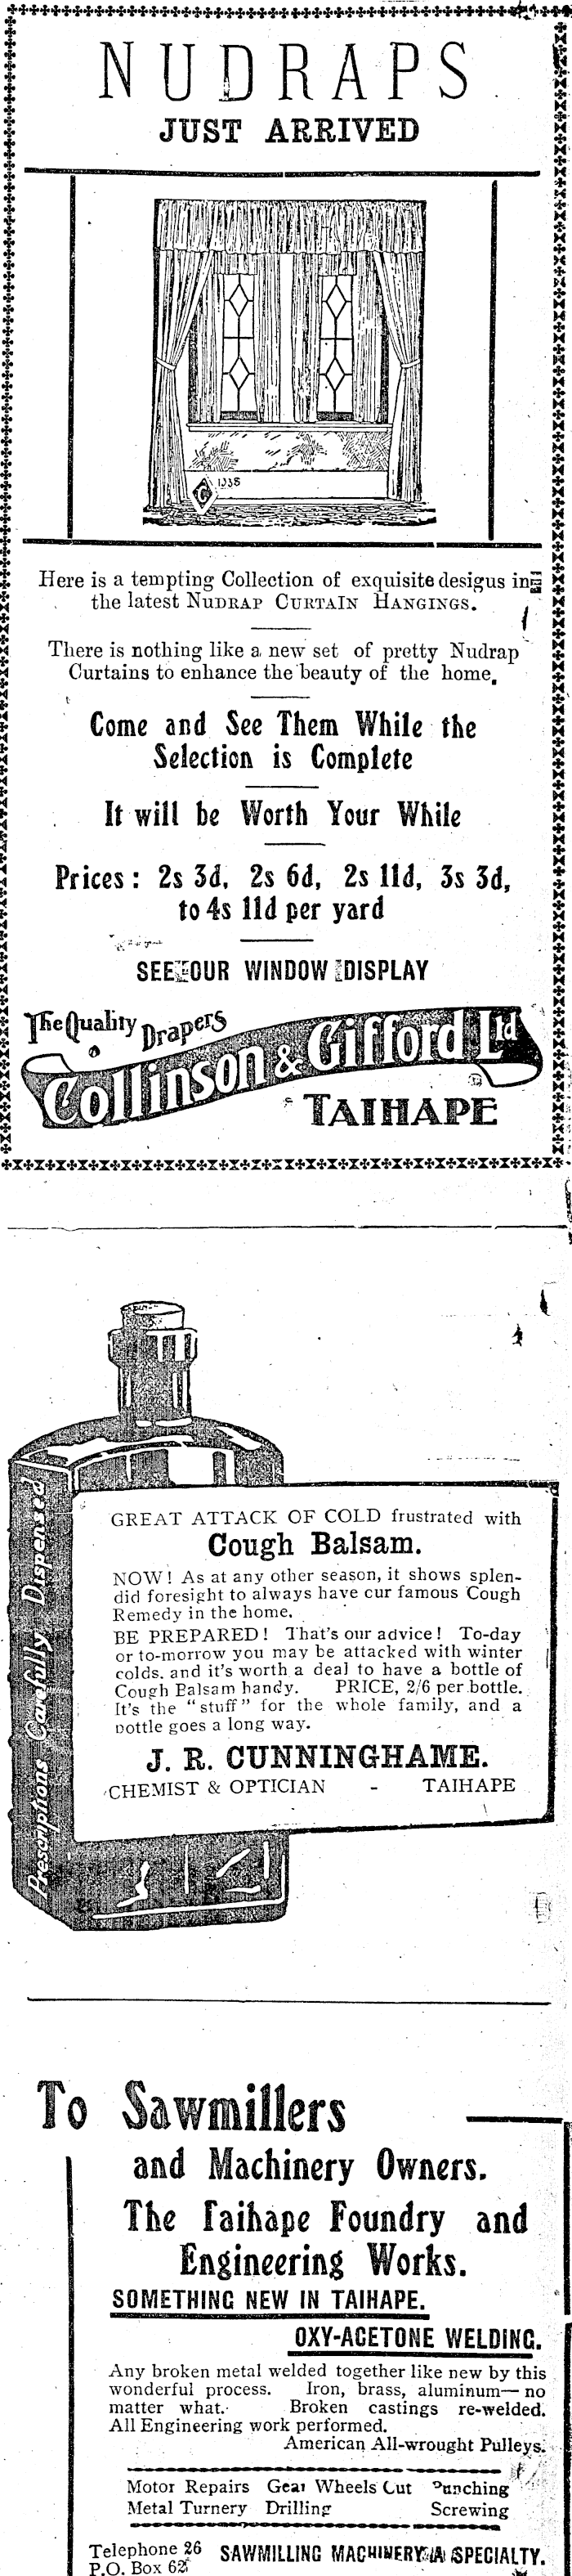 NUDRAPS
JUST ARRIVED
C 1938
Here is a tempting Collection of exquisite desigus in
the latest NUDRAP CURTAIN HANGINGS.
There is nothing like a new set of pretty Nudrap
Curtains to enhance the beauty of the home.
Come and See Them While the
Selection is Complete
It will be Worth Your While
Prices : 2s 3d, 2s 6d, 2s 11d, 3s 3d,
to 4s 11d per yard
SEE OUR WINDOW DISPLAY
The Quality Drapers
Collinson & Gifford Ltd
TAIHAPE
Prescriptions Carefully Dispensed
GREAT ATTACK OF COLD frustrated with
Cough Balsam.
NOW! As at any other season, it shows splen-
did foresight to always have cur famous Cough
Remedy in the home.
BE PREPARED! That's our advice! To-day
or to-morrow you may be attacked with winter
colds. and it's worth a deal to have a bottle of
Cough Balsam handy. PRICE, 2/6 per bottle.
It's the "stuff" for the whole family, and a
bottle goes a long way.
J. R. CUNNINGHAME.
CHEMIST & OPTICIAN - TAIHAPE
To Sawmillers
and Machinery Owners.
The Taihape Foundry and
Engineering Works.
SOMETHING NEW IN TAIHAPE.
OXY-ACETONE WELDING.
Any broken metal welded together like new by this
wonderful process. Iron, brass, aluminum—no
matter what. Broken castings re-welded.
All Engineering work performed.
American All-wrought Pulleys.
Motor Repairs Gear Wheels Cut Punching
Metal Turnery Drilling Screwing
Telephone 26 SAWMILLING MACHINERY A SPECIALTY.
P.O. Box 62